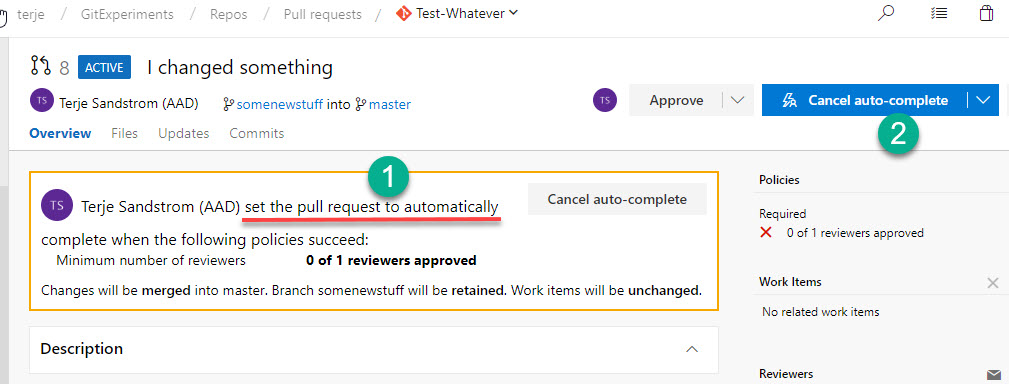 terje / GitExperiments / Repos / Pull requests / Test-Whatever
8 ACTIVE I changed something
TS Terje Sandstrom (AAD) somenewstuff into master
TS Approve Cancel auto-complete
2
Overview Files Updates Commits
1
TS Terje Sandstrom (AAD) set the pull request to automatically
Cancel auto-complete
complete when the following policies succeed:
Minimum number of reviewers 0 of 1 reviewers approved
Changes will be merged into master. Branch somenewstuff will be retained. Work items will be unchanged.
Description
Policies
Required
0 of 1 reviewers approved
Work Items
No related work items
Reviewers